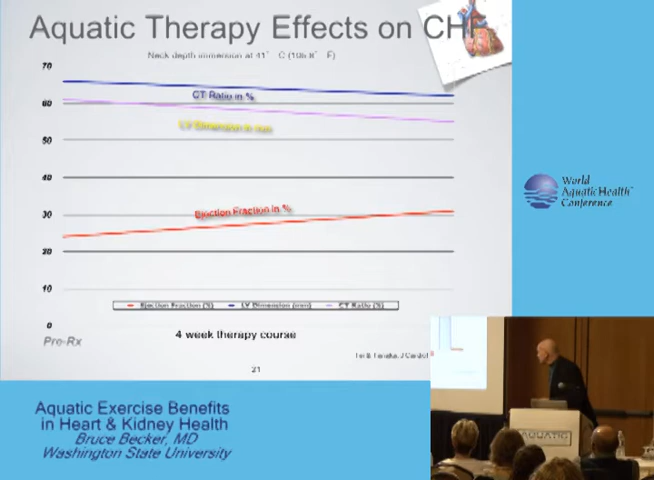 Aquatic Therapy Effects on CHF
Neck depth immersion at 41° C (105.8° F)
70
60
50
40
30
20
10
0
CT Ratio in %
LV Dimension in mm
Ejection Fraction in %
Ejection Fraction (%)
LV Dimension (mm)
CT Ratio (%)
Pre-Rx
4 week therapy course
Tanaka, J Cardiol
21
World
Aquatic Health
Conference
AQUATIC
Aquatic Exercise Benefits
in Heart & Kidney Health
Bruce Becker, MD
Washington State University